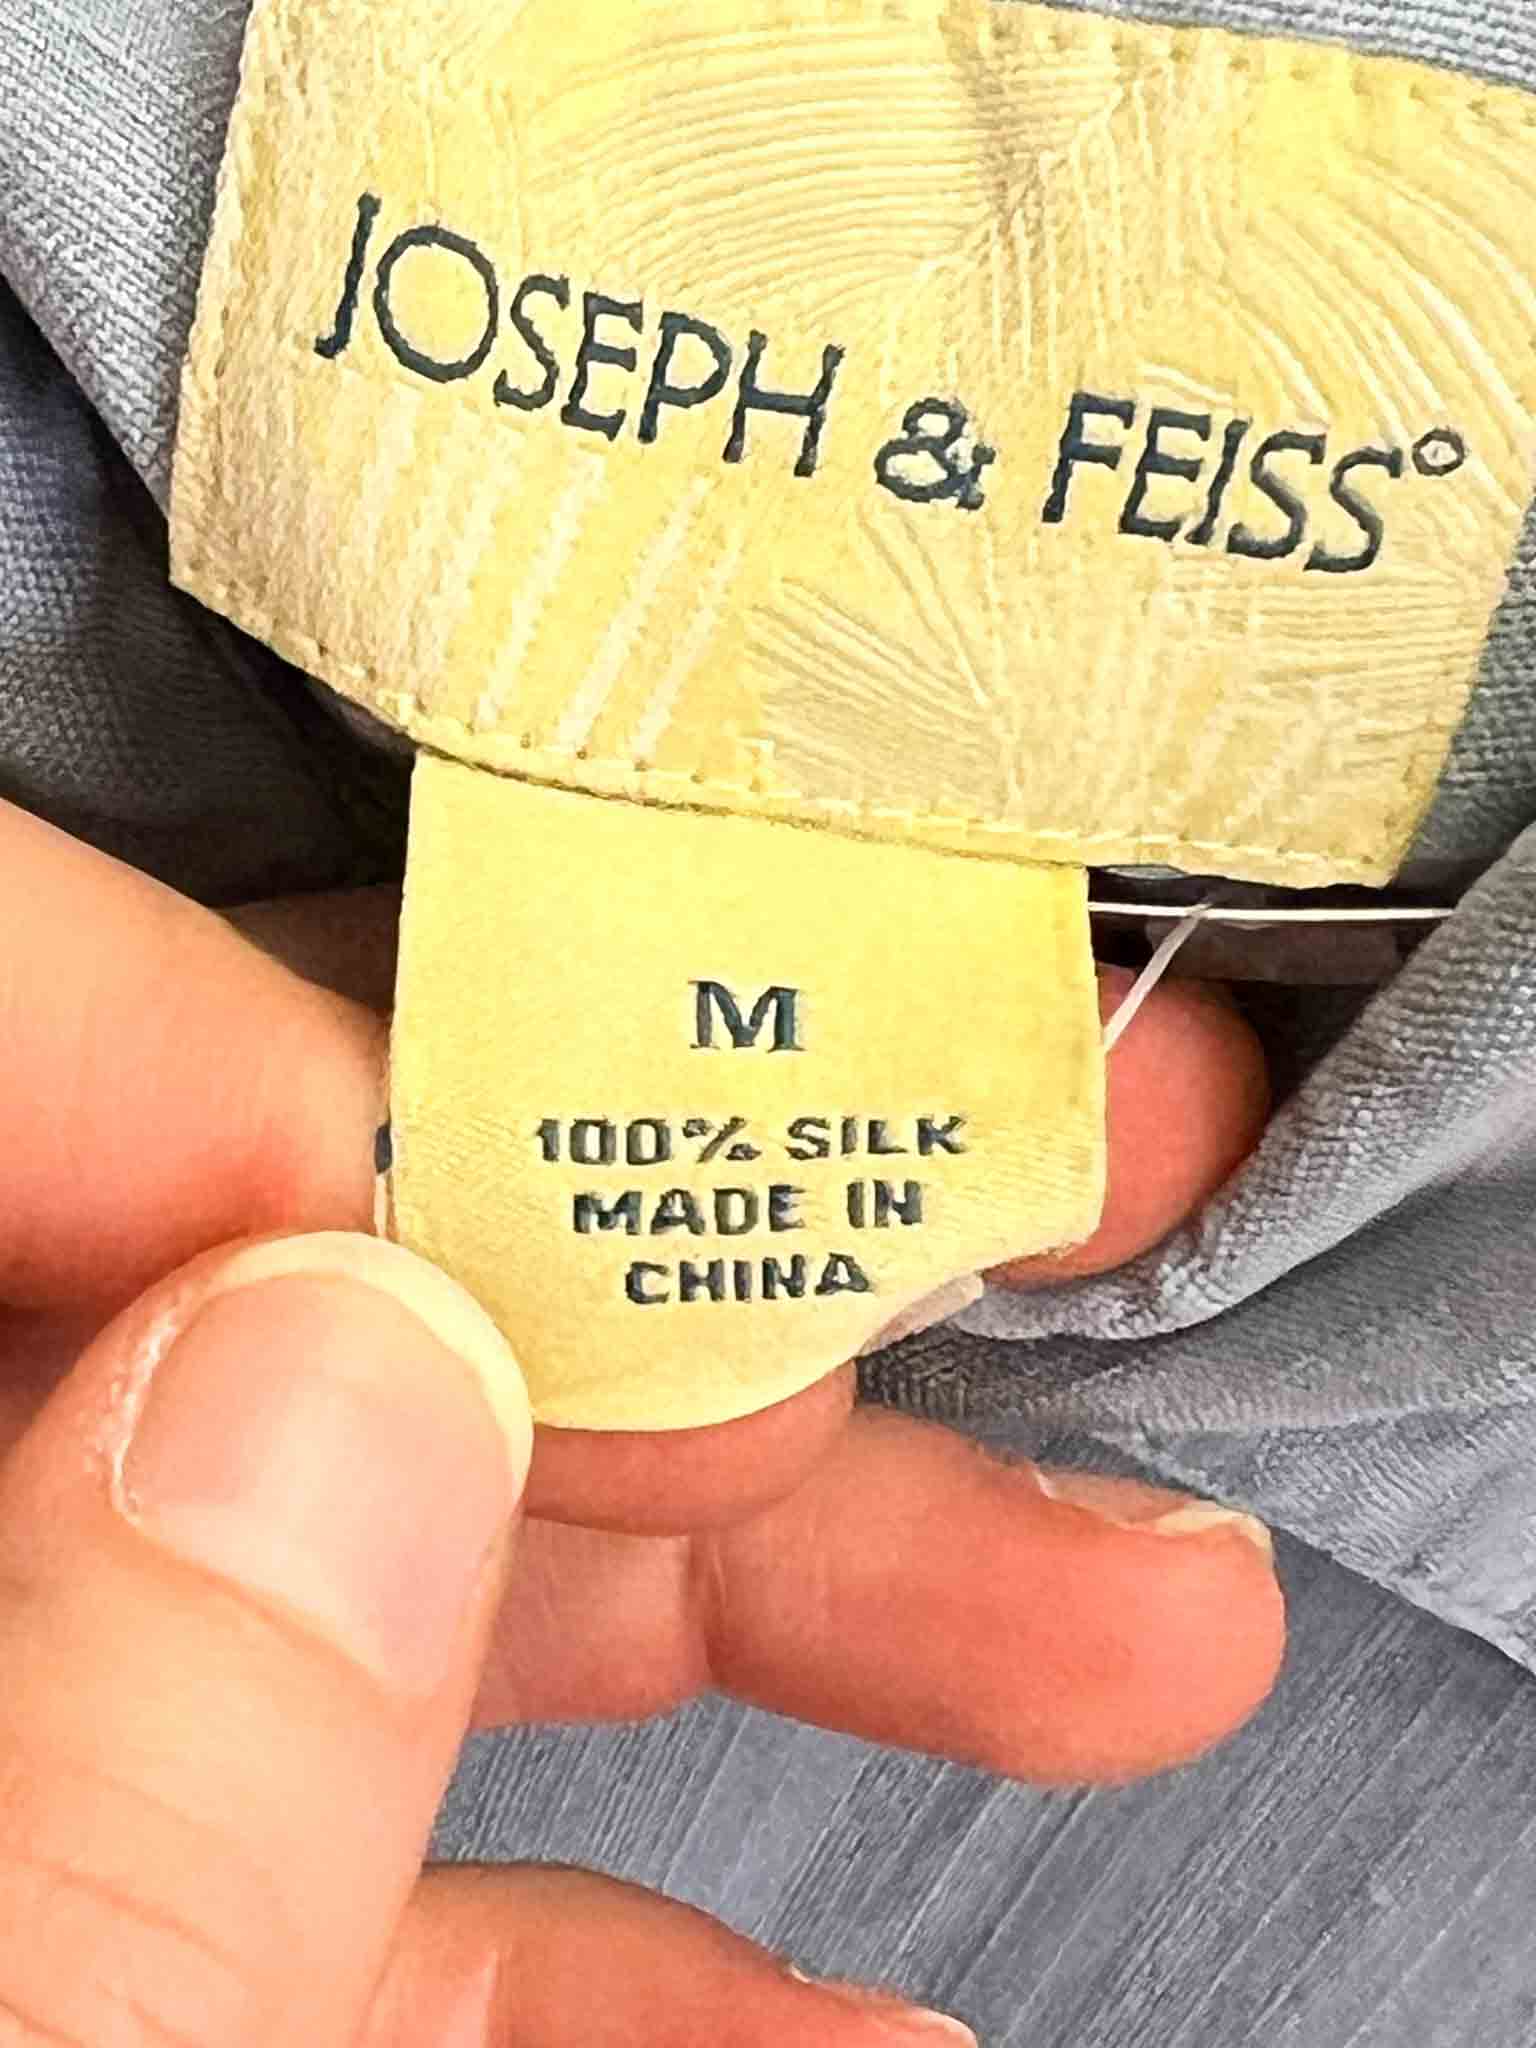 JOSEPH & FEISS®
M
100% SILK
MADE IN
CHINA